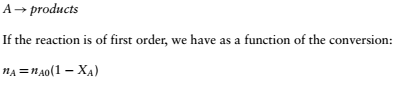 A → products
If the reaction is of first order, we have as a function of the conversion:
nA = nA0(1 − XA)